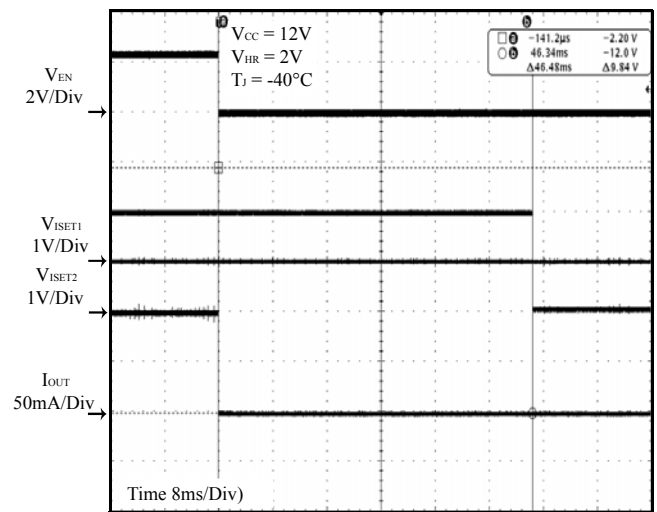 VCC = 12V
VHR = 2V
TJ = -40°C
a -141.2µs -2.20 V
b 46.34ms -12.0 V
Δ46.48ms Δ9.84 V
VEN
2V/Div
b
VISET1
1V/Div
VISET2
1V/Div
IOUT
50mA/Div
Time 8ms/Div)